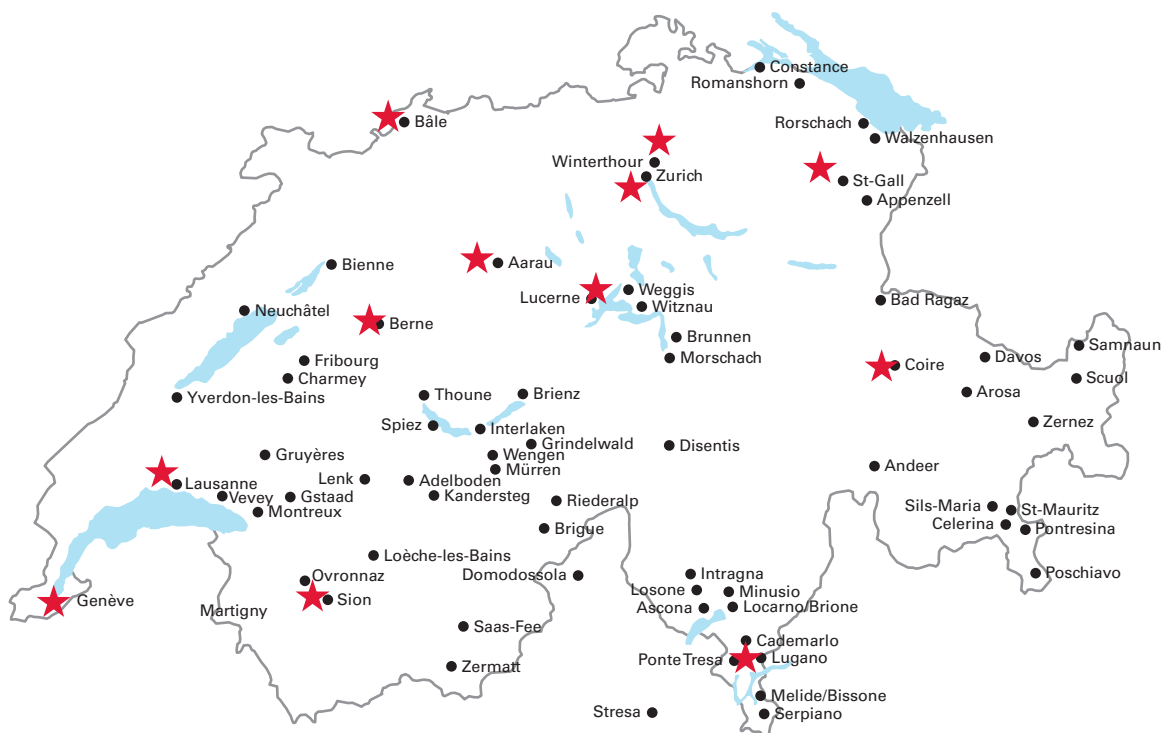 Constance
Romanshorn
Bâle
Rorschach
Walzenhausen
Winterthour
Zurich
St-Gall
Appenzell
Bienne
Aarau
Lucerne
Weggis
Witznau
Bad Ragaz
Neuchâtel
Berne
Brunnen
Morschach
Samnaun
Fribourg
Charmey
Coire
Davos
Scuol
Yverdon-les-Bains
Thoune
Brienz
Arosa
Spiez
Interlaken
Zernez
Grindelwald
Disentis
Gruyères
Wengen
Mürren
Andeer
Lausanne
Lenk
Adelboden
Vevey
Gstaad
Kandersteg
Riederalp
Montreux
Sils-Maria
St-Mauritz
Celerina
Pontresina
Brigue
Loèche-les-Bains
Domodossola
Intragna
Poschiavo
Ovronnaz
Losone
Minusio
Genève
Martigny
Sion
Ascona
Locarno/Brione
Saas-Fee
Cademarlo
Zermatt
Ponte Tresa
Lugano
Melide/Bissone
Stresa
Serpiano